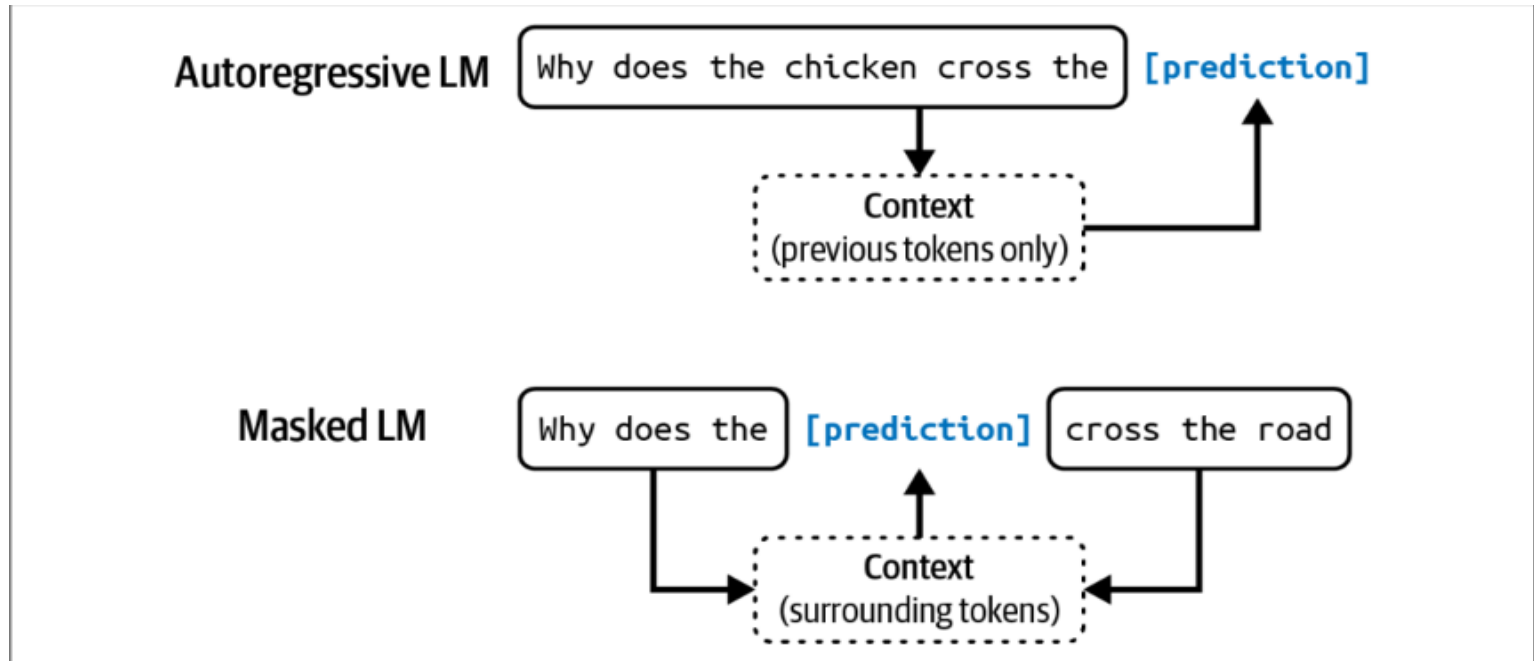 Autoregressive LM
Why does the chicken cross the [prediction]
Context
(previous tokens only)
Masked LM
Why does the [prediction] cross the road
Context
(surrounding tokens)